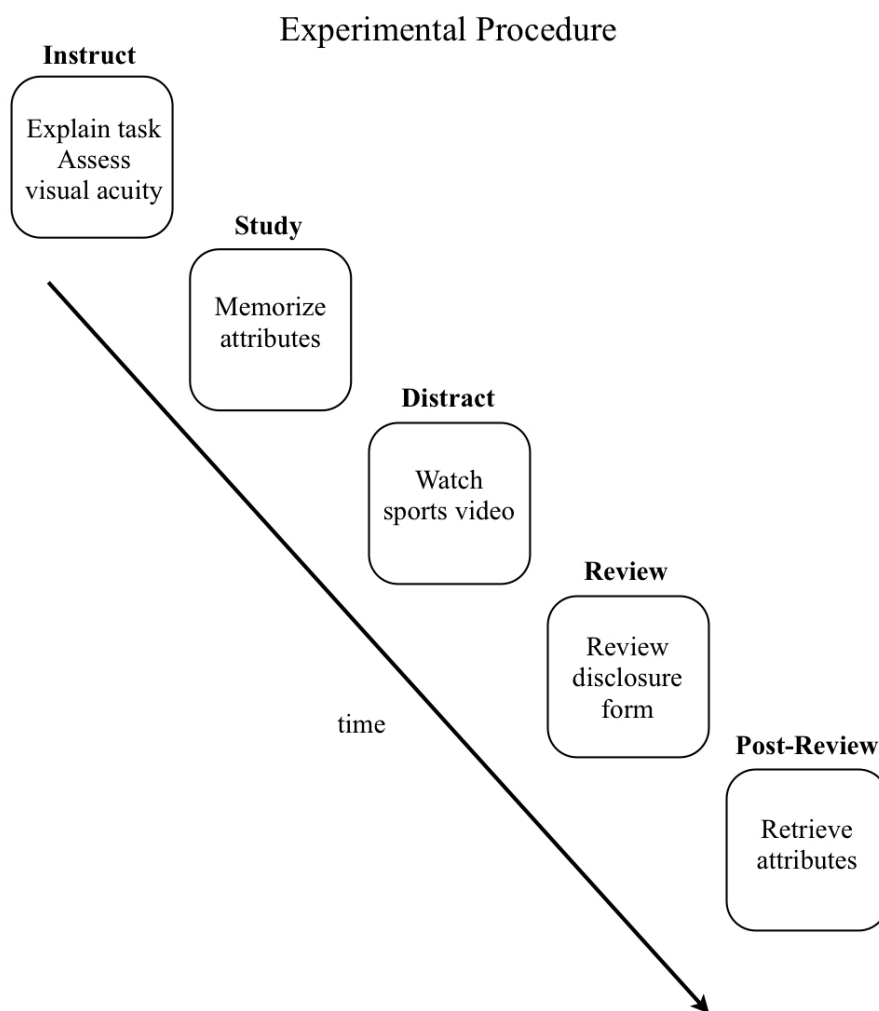 Experimental Procedure
Instruct
Explain task
Assess
visual acuity
Study
Memorize
attributes
Distract
Watch
sports video
Review
Review
disclosure
form
time
Post-Review
Retrieve
attributes